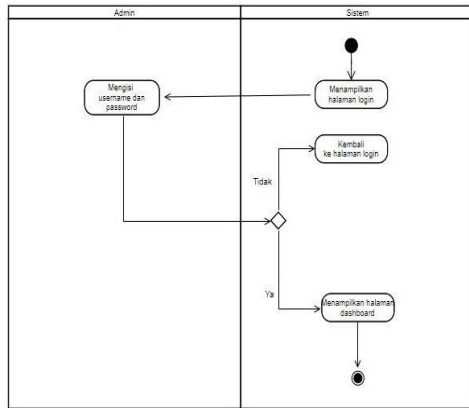 Admin
Sistem
Menampilkan
halaman login
Mengisi
username dan
password
Kembali
ke halaman login
Tidak
Ya
Menampilkan halaman
dashboard